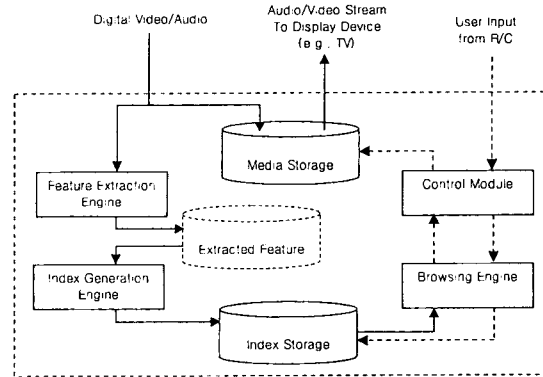 Digital Video/Audio
Audio/Video Stream
To Display Device
(e.g., TV)
User Input
from R/C
Media Storage
Feature Extraction
Engine
Control Module
Extracted Feature
Index Generation
Engine
Browsing Engine
Index Storage